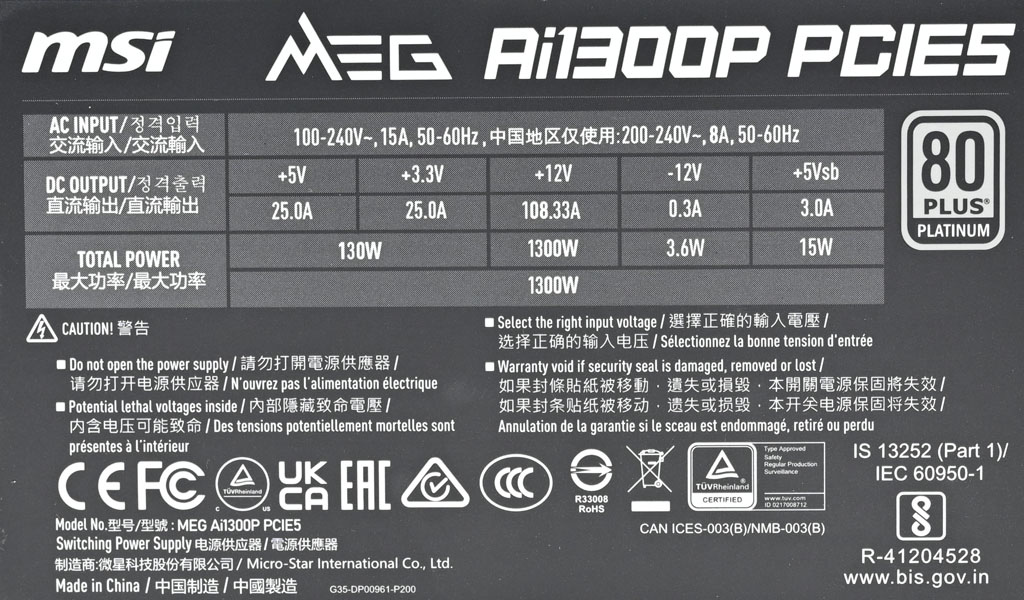 msi MEG Ai1300P PCIE5
AC INPUT/정격입력
交流输入/交流輸入
100-240V~, 15A, 50-60Hz , 中国地区仅使用:200-240V~, 8A, 50-60Hz
DC OUTPUT/정격출력
直流输出/直流輸出
+5V +3.3V +12V -12V +5Vsb
25.0A 25.0A 108.33A 0.3A 3.0A
TOTAL POWER
最大功率/最大功率
130W 1300W 3.6W 15W
1300W
80
PLUS®
PLATINUM
CAUTION! 警告
■ Do not open the power supply / 請勿打開電源供應器 /
请勿打开电源供应器 / N'ouvrez pas l'alimentation électrique
■ Potential lethal voltages inside / 內部隱藏致命電壓 /
内含电压可能致命 / Des tensions potentiellement mortelles sont
présentes à l'intérieur
■ Select the right input voltage / 選擇正確的輸入電壓 /
选择正确的输入电压 / Sélectionnez la bonne tension d'entrée
■ Warranty void if security seal is damaged, removed or lost /
如果封條貼紙被移動 · 遺失或損毀 · 本開關電源保固將失效 /
如果封条贴纸被移动 · 遗失或损毁 · 本开关电源保固将失效 /
Annulation de la garantie si le sceau est endommagé, retiré ou perdu
CE FC TÜVRheinland C US UK CA EAC CCC
R33008
RoHS
TÜVRheinland
CERTIFIED
Type Approved
Safety
Regular Production
Surveillance
www.tuv.com
ID 0217008712
CAN ICES-003(B)/NMB-003(B)
IS 13252 (Part 1)/
IEC 60950-1
R-41204528
www.bis.gov.in
Model No.型号/型號 : MEG Ai1300P PCIE5
Switching Power Supply 电源供应器 / 電源供應器
制造商:微星科技股份有限公司 / Micro-Star International Co., Ltd.
Made in China / 中国制造 / 中國製造
G35-DP00961-P200